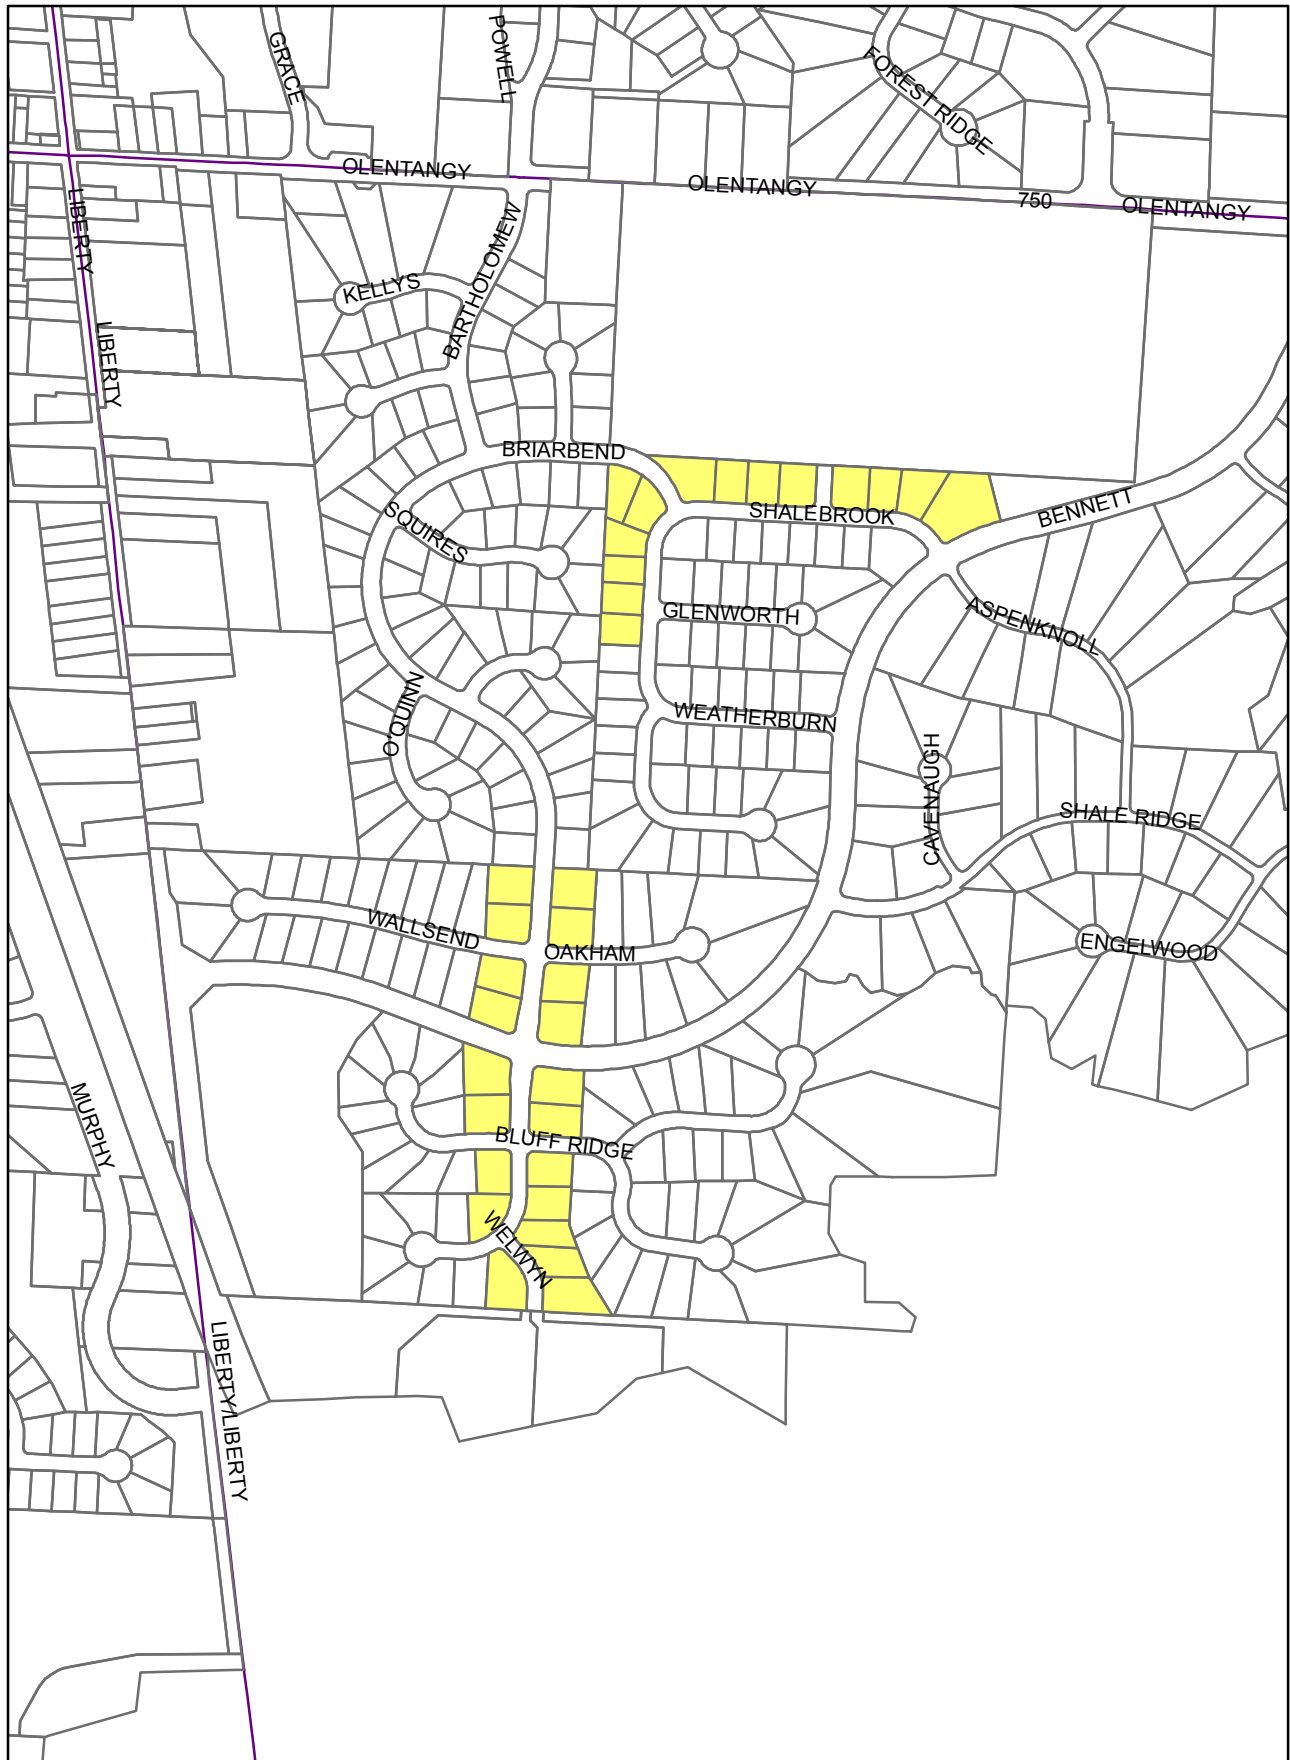 GRACE
POWELL
FOREST RIDGE
OLENTANGY
OLENTANGY
750
OLENTANGY
LIBERTY
BARTHOLOMEW
KELLYS
LIBERTY
BRIARBEND
SHALEBROOK
BENNETT
SQUIRES
GLENWORTH
ASPENKNOLL
O'QUINN
WEATHERBURN
CAVENAUGH
SHALE RIDGE
WALLSEND
OAKHAM
ENGELWOOD
MURPHY
BLUFF RIDGE
WELWYN
LIBERTY/LIBERTY